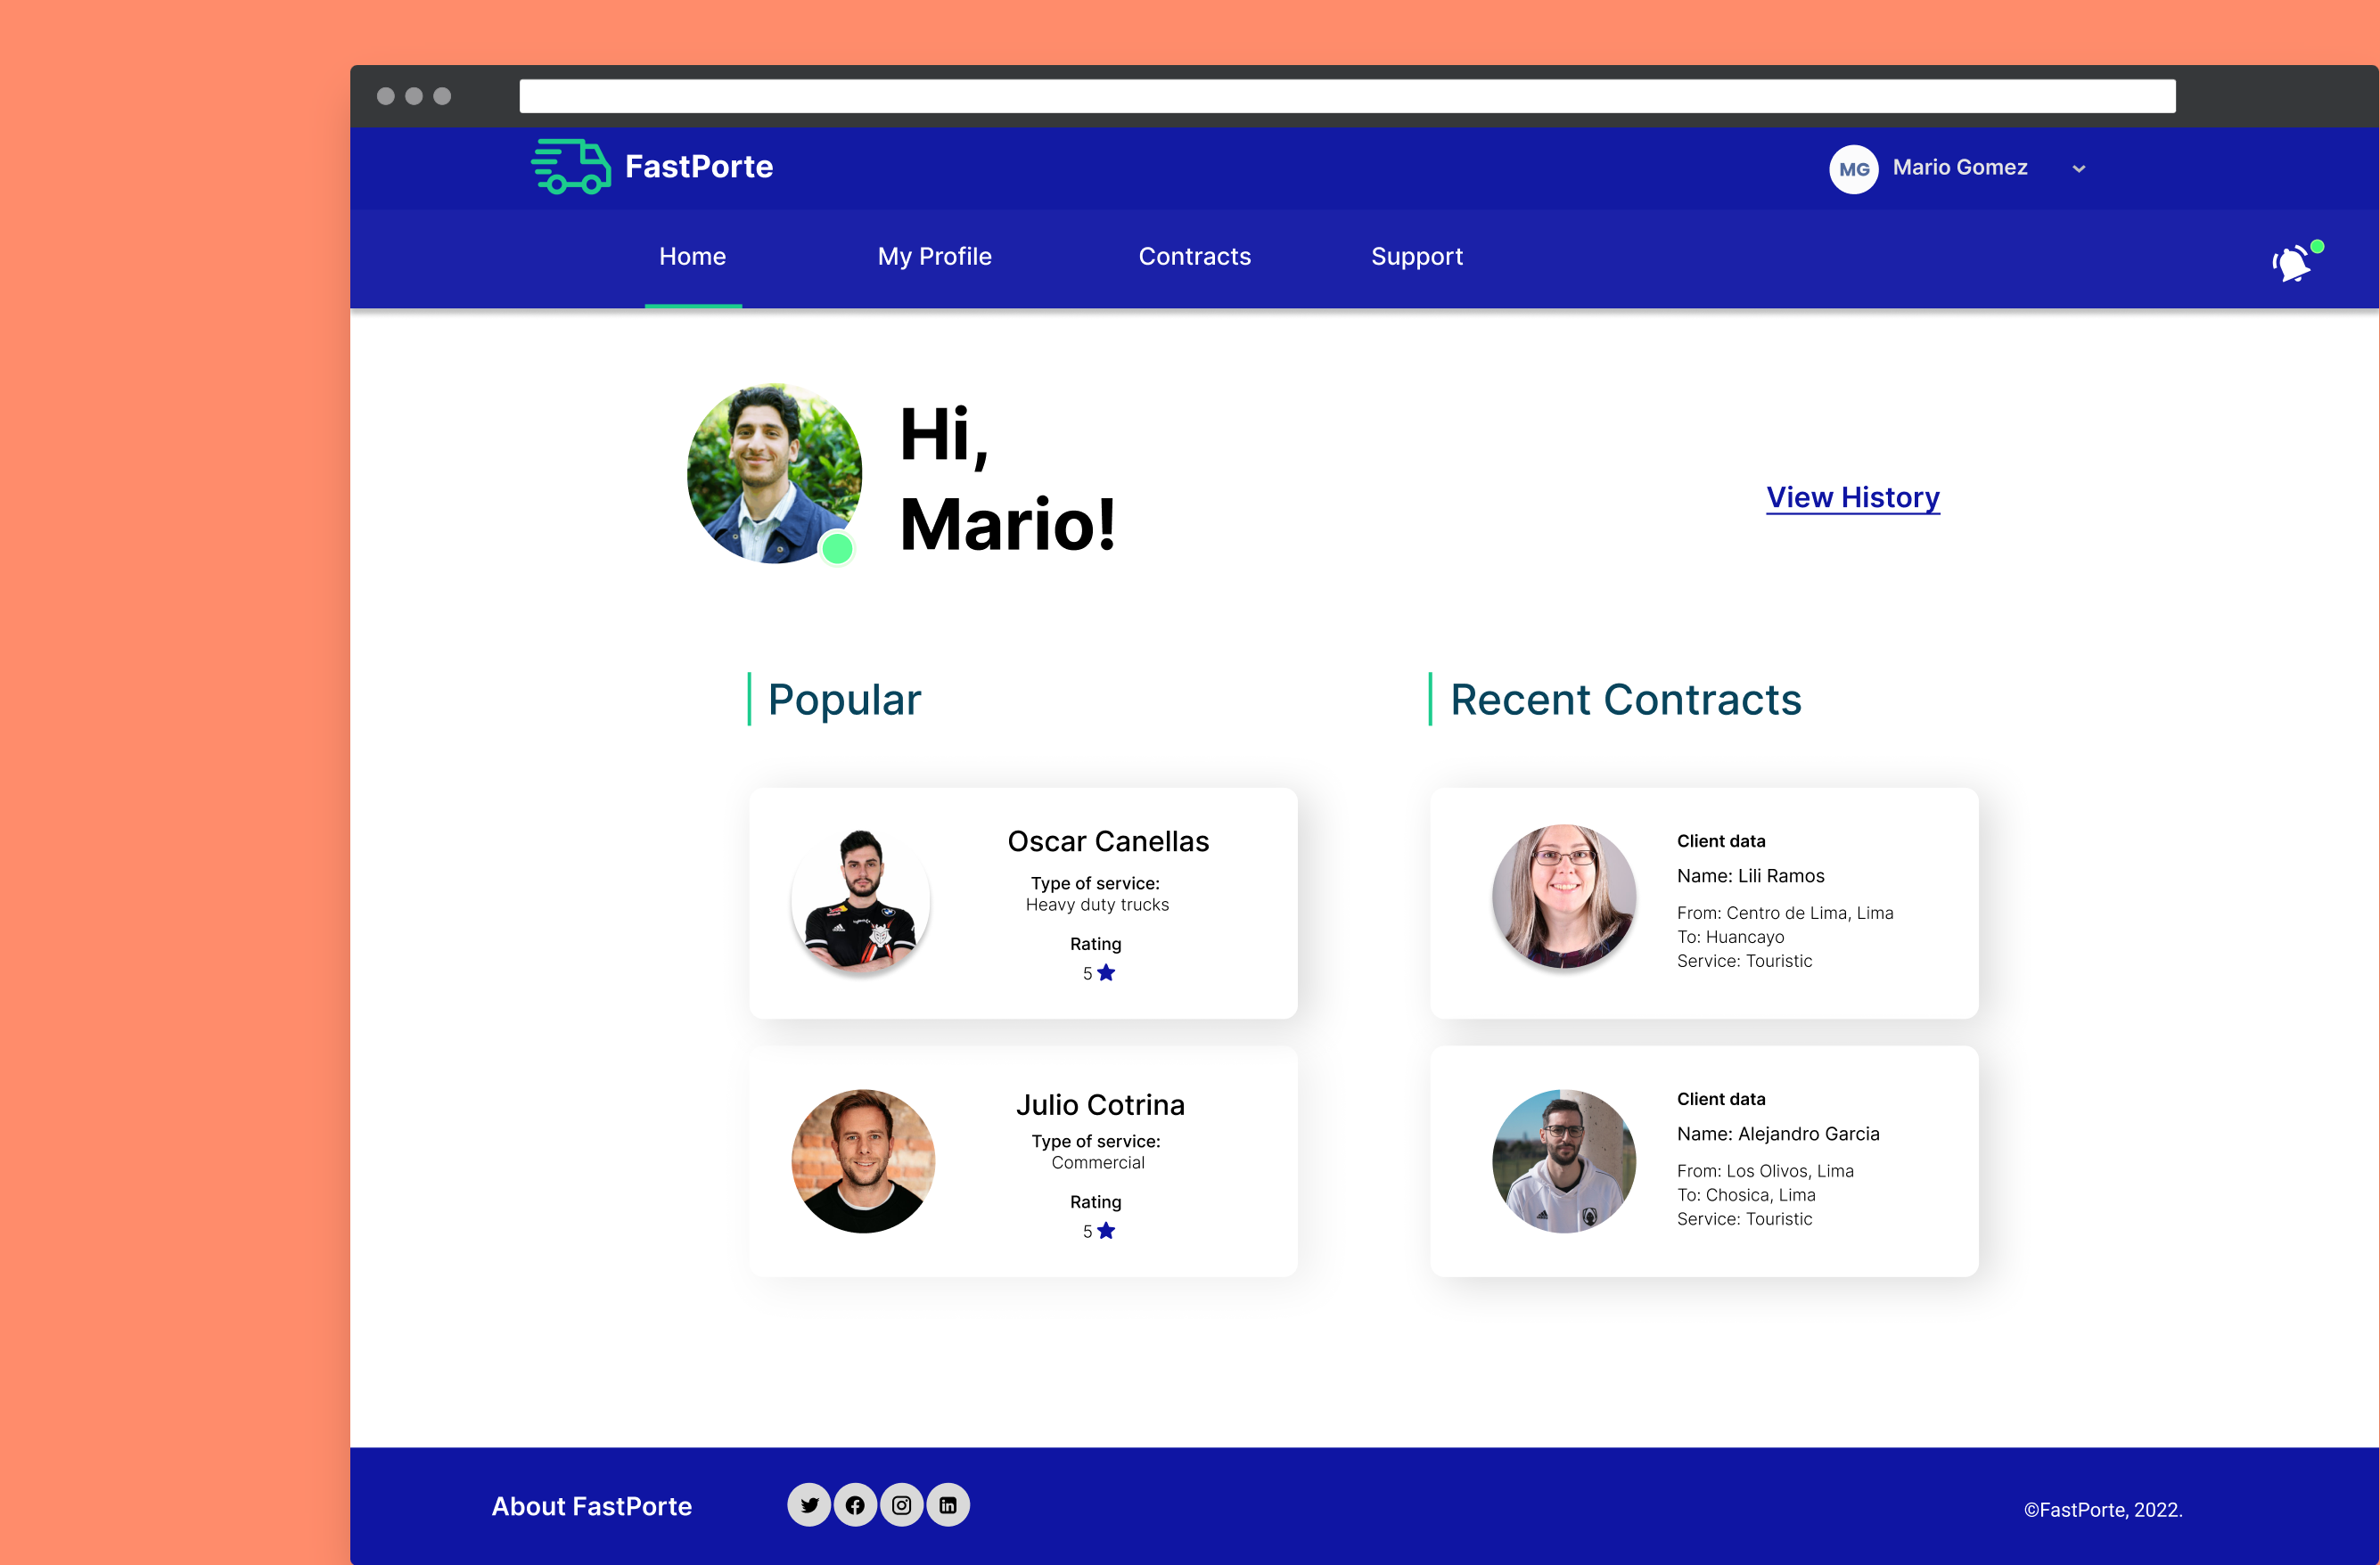 FastPorte
MG
Mario Gomez
Home
My Profile
Contracts
Support
Hi,
Mario!
View History
Popular
Recent Contracts
Oscar Canellas
Type of service:
Heavy duty trucks
Rating
5
Client data
Name: Lili Ramos
From: Centro de Lima, Lima
To: Huancayo
Service: Touristic
Julio Cotrina
Type of service:
Commercial
Rating
5
Client data
Name: Alejandro Garcia
From: Los Olivos, Lima
To: Chosica, Lima
Service: Touristic
About FastPorte
©FastPorte, 2022.